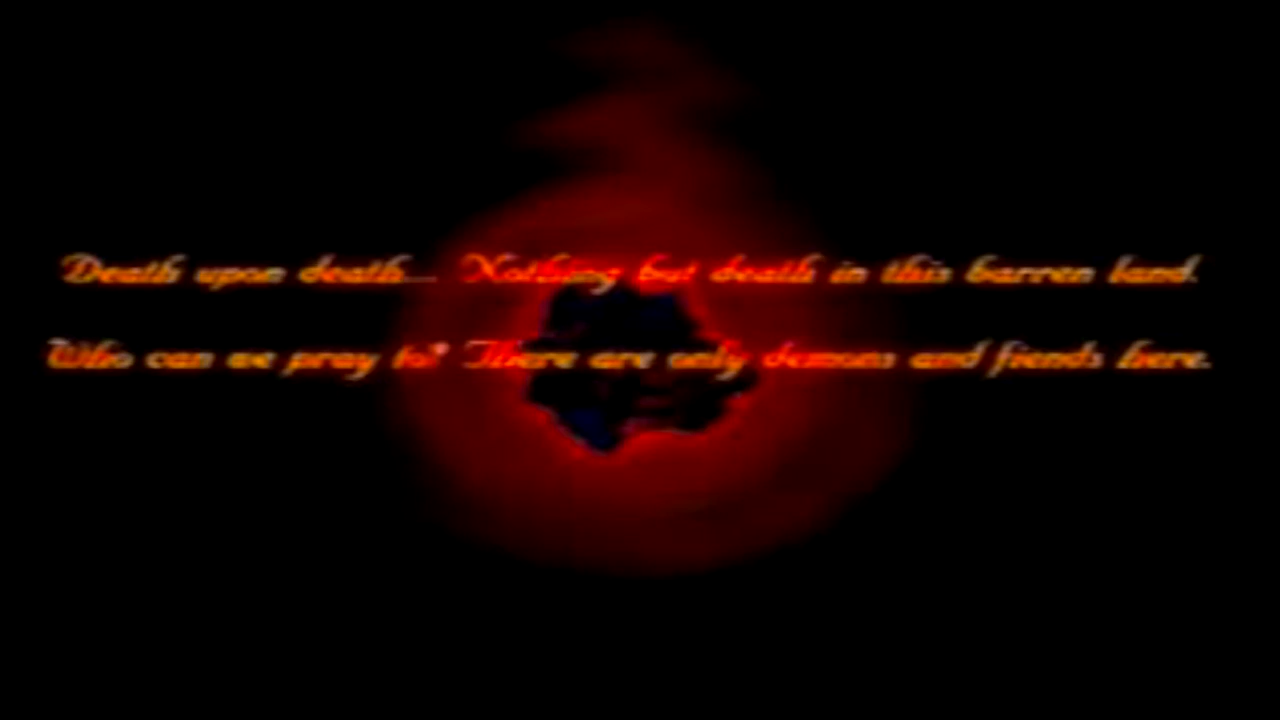 Death upon death... Nothing but death in this barren land.
Who can we pray to? There are only demons and fiends here.